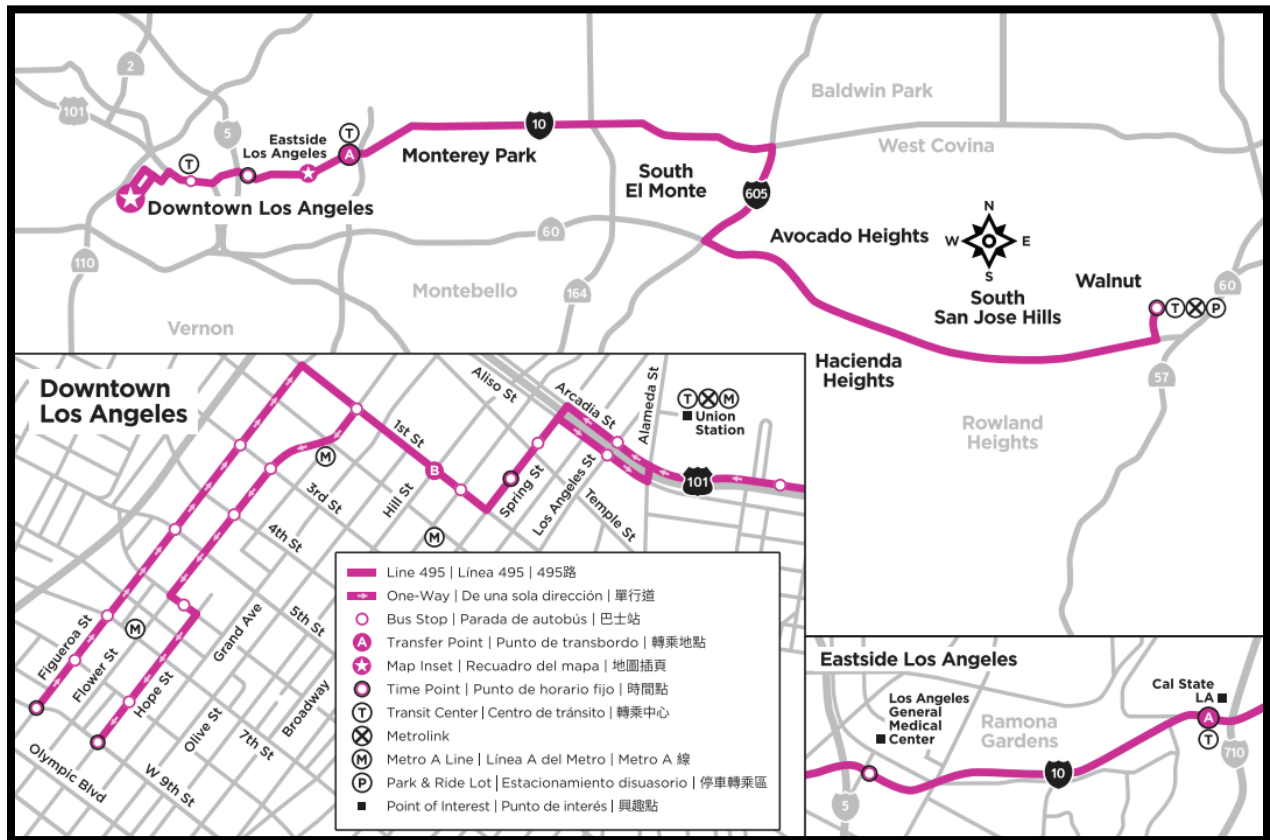 2
101
5
Eastside
Los Angeles
T
T
A
10
Monterey Park
Baldwin Park
West Covina
South
El Monte
605
Downtown Los Angeles
60
Avocado Heights
N
W
E
S
110
Montebello
164
Walnut
60
T
P
South
San Jose Hills
Vernon
Hacienda
Heights
57
Rowland
Heights
Downtown
Los Angeles
Aliso St
Arcadia St
Alameda St
T
M
Union
Station
1st St
M
B
101
3rd St
Hill St
Spring St
Los Angeles St
Temple St
4th St
M
Figueroa St
Flower St
M
Hope St
Grand Ave
5th St
Olive St
Broadway
7th St
Olympic Blvd
W 9th St
Line 495 | Línea 495 | 495路
One-Way | De una sola dirección | 單行道
Bus Stop | Parada de autobús | 巴士站
A Transfer Point | Punto de transbordo | 轉乘地點
Map Inset | Recuadro del mapa | 地圖插頁
Time Point | Punto de horario fijo | 時間點
T Transit Center | Centro de tránsito | 轉乘中心
Metrolink
M Metro A Line | Línea A del Metro | Metro A 線
P Park & Ride Lot | Estacionamiento disuasorio | 停車轉乘區
Point of Interest | Punto de interés | 興趣點
Eastside Los Angeles
Los Angeles
General
Medical
Center
Ramona
Gardens
Cal State
LA
A
T
10
710
5